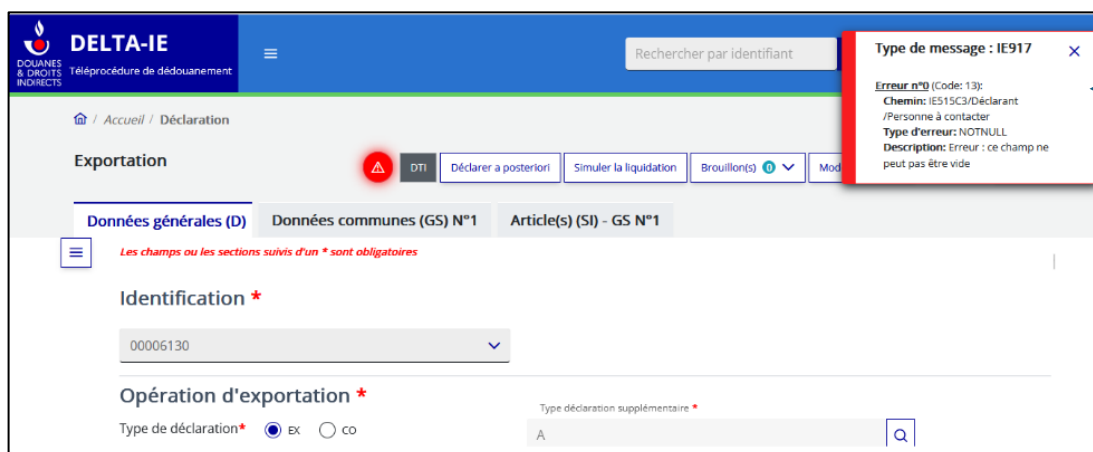 DOUANES
& DROITS
INDIRECTS
DELTA-IE
Téléprocédure de dédouanement
Rechercher par identifiant
Type de message : IE917
Erreur n°0 (Code: 13):
Chemin: IE515C3/Déclarant
/Personne à contacter
Type d'erreur: NOTNULL
Description: Erreur : ce champ ne
peut pas être vide
/ Accueil / Déclaration
Exportation
DTI
Déclarer a posteriori
Simuler la liquidation
Brouillon(s) 0
Mod
Données générales (D)
Données communes (GS) N°1
Article(s) (SI) - GS N°1
Les champs ou les sections suivis d'un * sont obligatoires
Identification *
00006130
Opération d'exportation *
Type de déclaration* EX CO
Type déclaration supplémentaire *
A